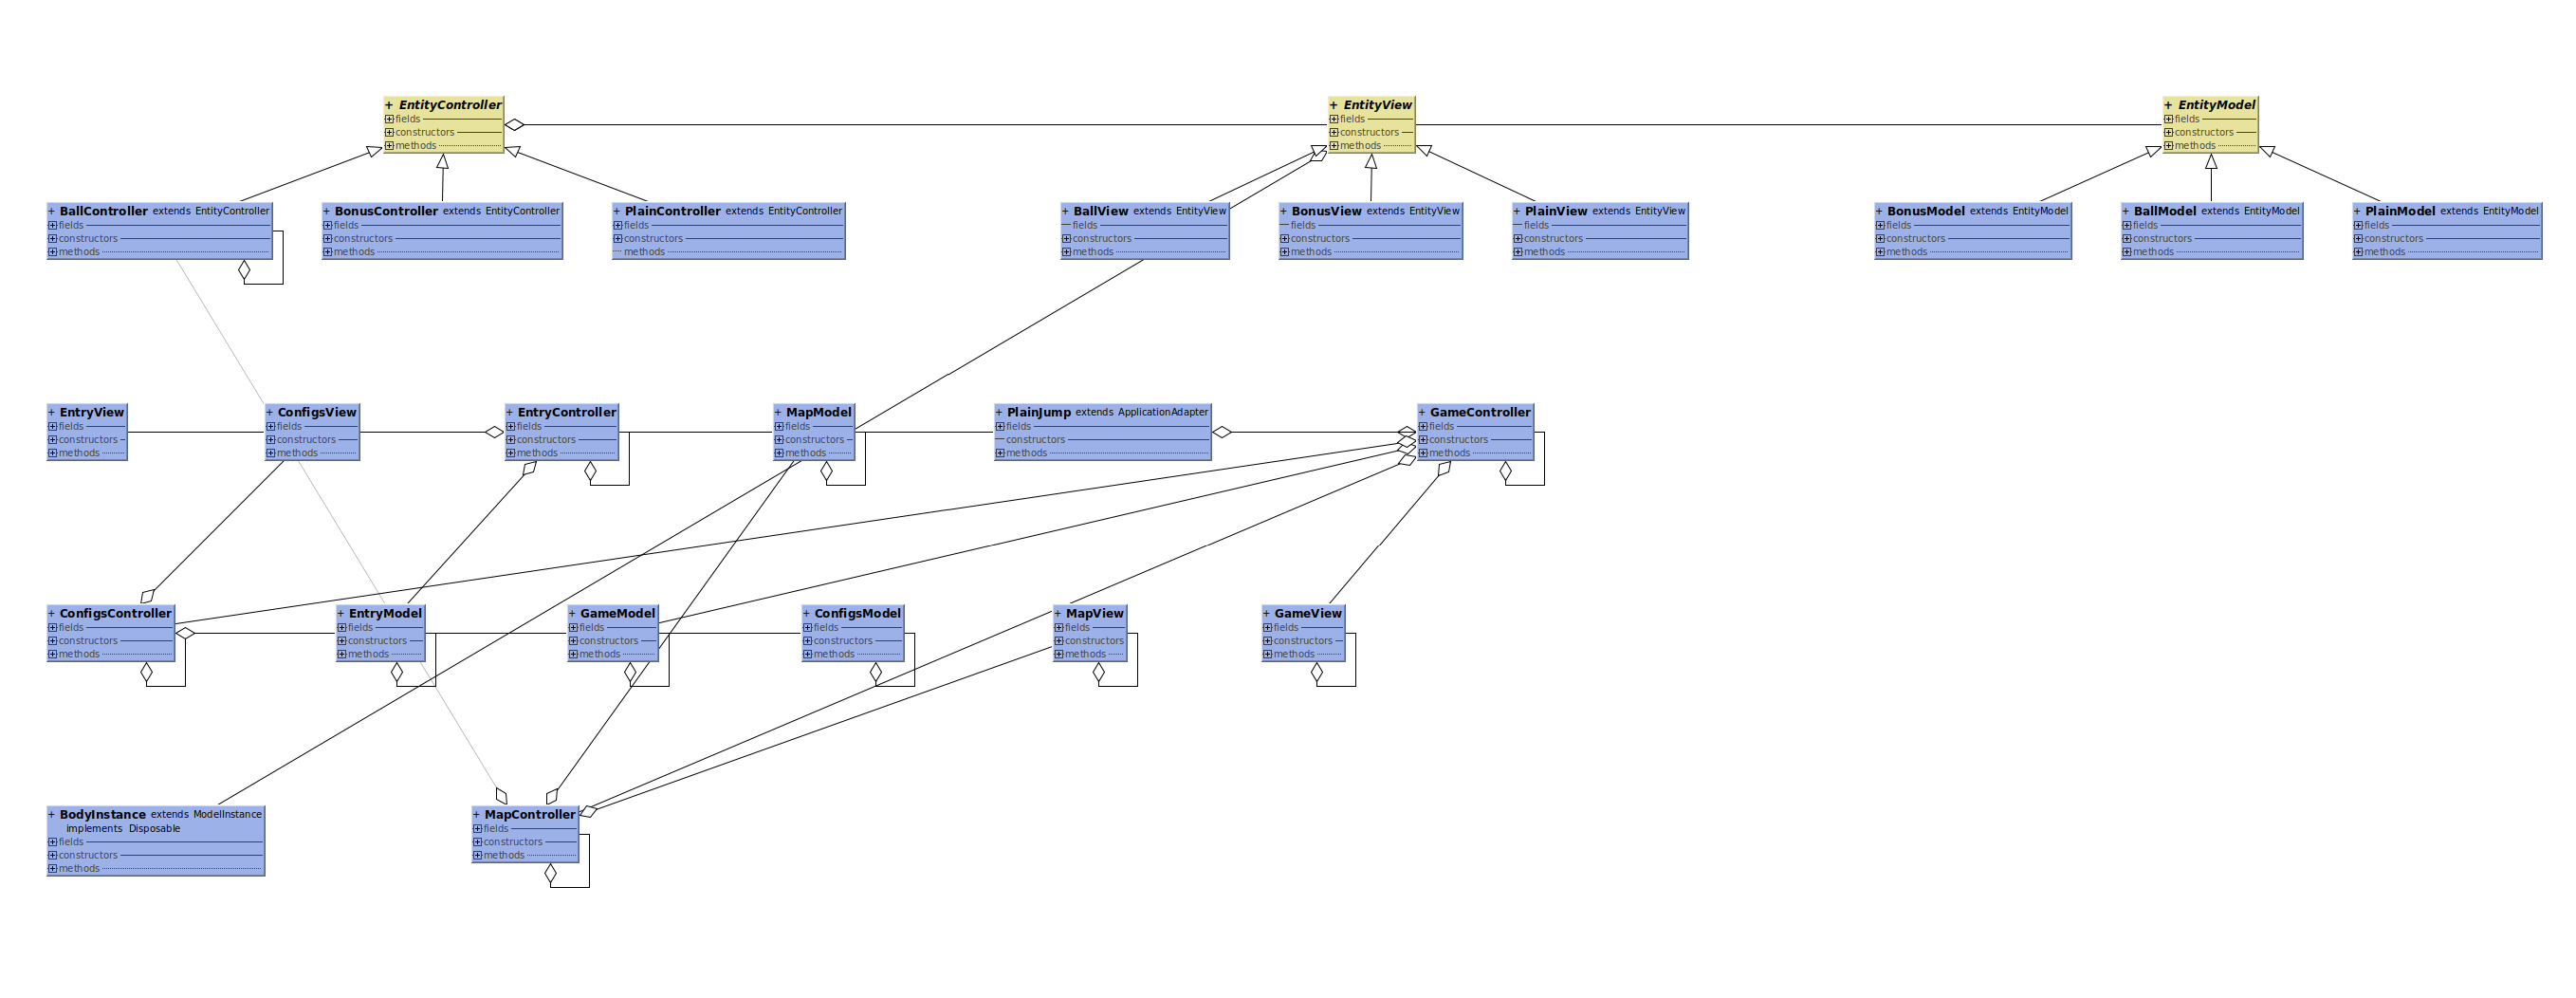 + EntityController
fields
constructors
methods
+ EntityView
fields
constructors
methods
+ EntityModel
fields
constructors
methods
+ BallController extends EntityController
fields
constructors
methods
+ BonusController extends EntityController
fields
constructors
methods
+ PlainController extends EntityController
fields
constructors
methods
+ BallView extends EntityView
fields
constructors
methods
+ BonusView extends EntityView
fields
constructors
methods
+ PlainView extends EntityView
fields
constructors
methods
+ BonusModel extends EntityModel
fields
constructors
methods
+ BallModel extends EntityModel
fields
constructors
methods
+ PlainModel extends EntityModel
fields
constructors
methods
+ EntryView
fields
constructors
methods
+ ConfigsView
fields
constructors
methods
+ EntryController
fields
constructors
methods
+ MapModel
fields
constructors
methods
+ PlainJump extends ApplicationAdapter
fields
constructors
methods
+ GameController
fields
constructors
methods
+ ConfigsController
fields
constructors
methods
+ EntryModel
fields
constructors
methods
+ GameModel
fields
constructors
methods
+ ConfigsModel
fields
constructors
methods
+ MapView
fields
constructors
methods
+ GameView
fields
constructors
methods
+ BodyInstance extends ModelInstance
implements Disposable
fields
constructors
methods
+ MapController
fields
constructors
methods